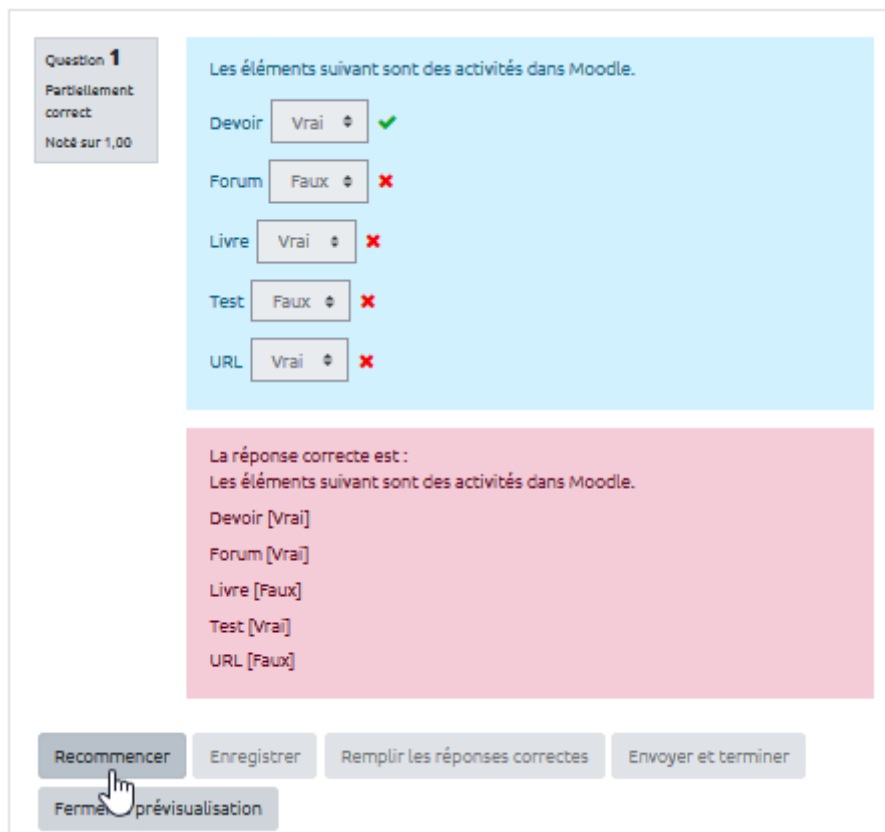 Question 1
Partiellement
correct
Noté sur 1,00
Les éléments suivant sont des activités dans Moodle.
Devoir Vrai
Forum Faux
Livre Vrai
Test Faux
URL Vrai
La réponse correcte est :
Les éléments suivant sont des activités dans Moodle.
Devoir [Vrai]
Forum [Vrai]
Livre [Faux]
Test [Vrai]
URL [Faux]
Recommencer Enregistrer Remplir les réponses correctes Envoyer et terminer
prévisualisation